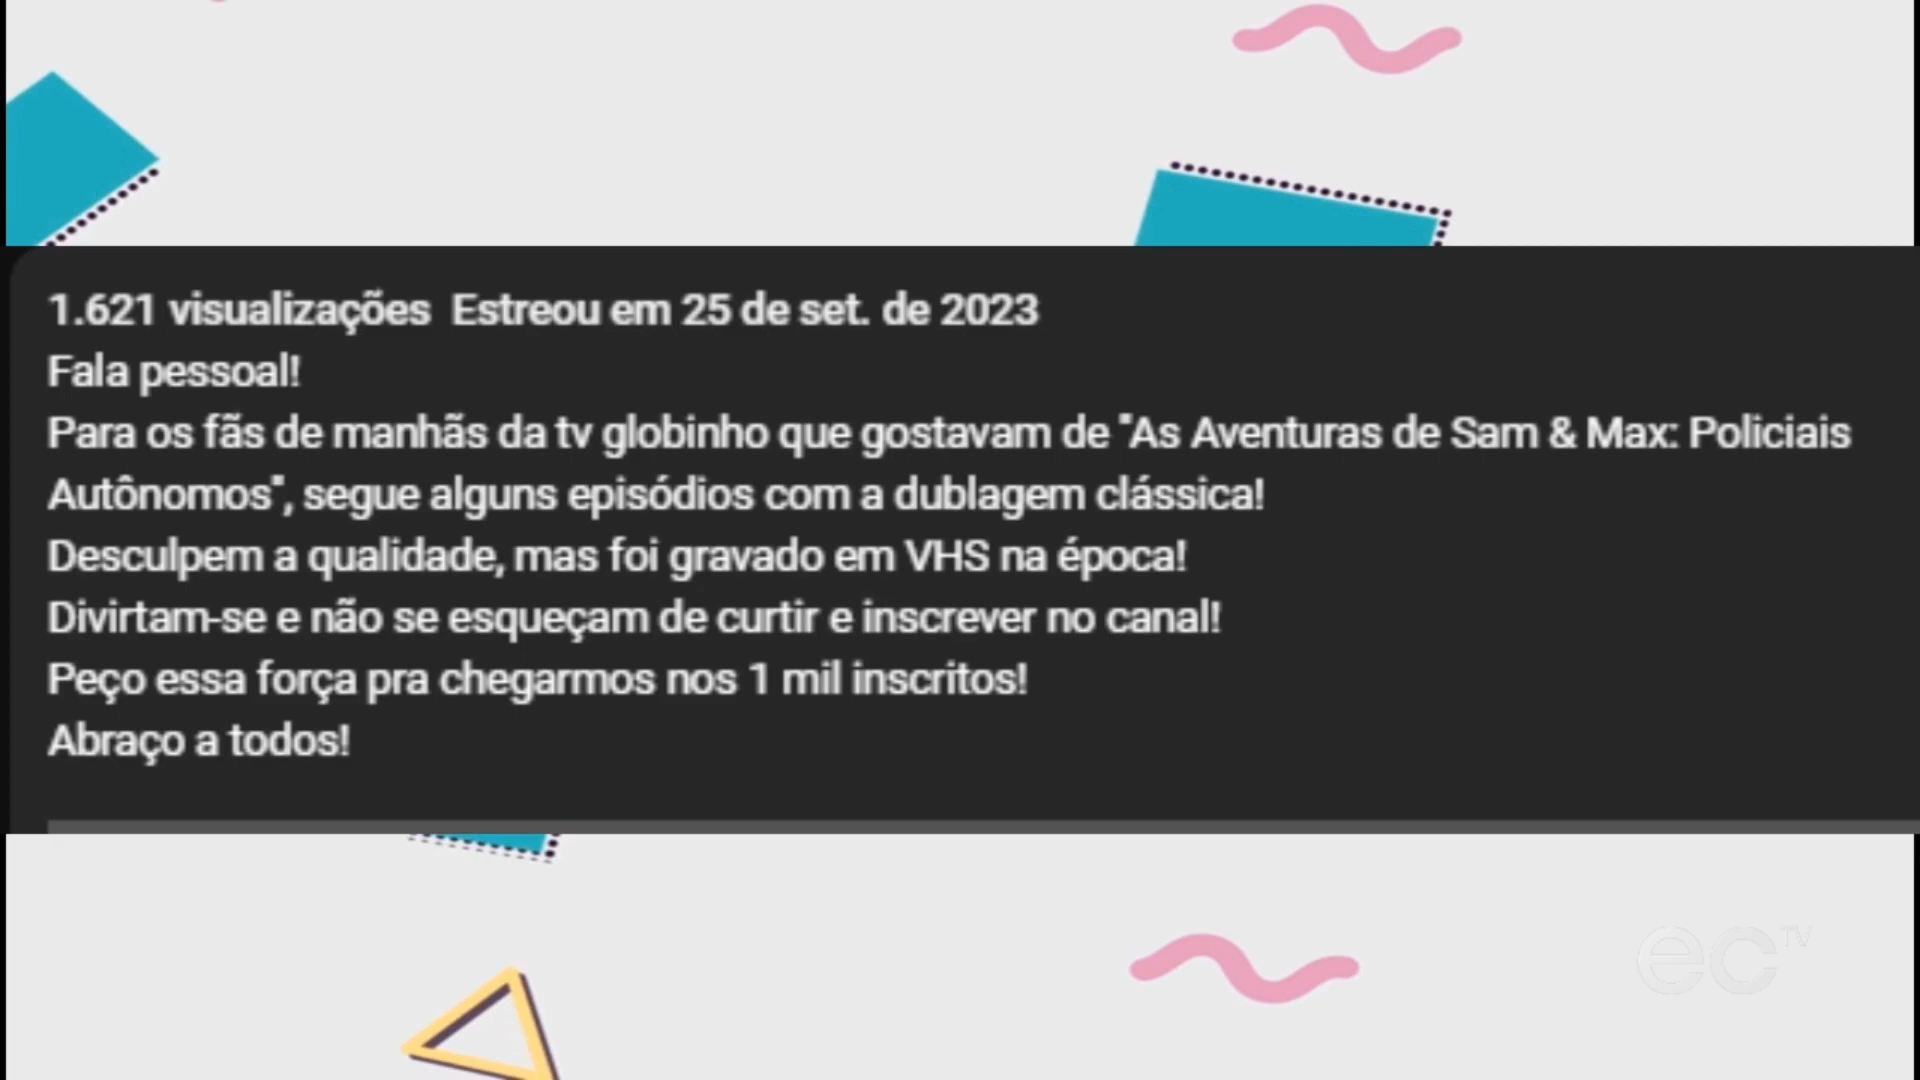 1.621 visualizações  Estreou em 25 de set. de 2023
Fala pessoal!
Para os fãs de manhãs da tv globinho que gostavam de "As Aventuras de Sam & Max: Policiais
Autônomos", segue alguns episódios com a dublagem clássica!
Desculpem a qualidade, mas foi gravado em VHS na época!
Divirtam-se e não se esqueçam de curtir e inscrever no canal!
Peço essa força pra chegarmos nos 1 mil inscritos!
Abraço a todos!
ec TV